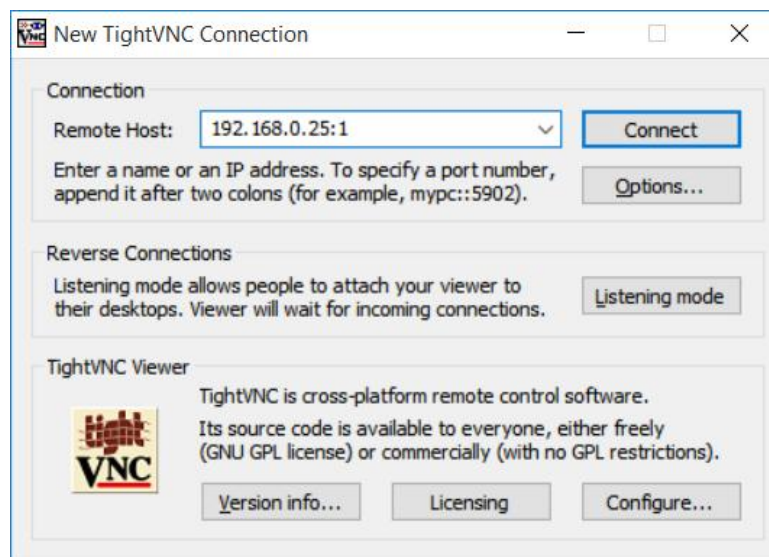 New TightVNC Connection
Connection
Remote Host: 192.168.0.25:1 Connect
Enter a name or an IP address. To specify a port number,
append it after two colons (for example, mypc::5902).
Options...
Reverse Connections
Listening mode allows people to attach your viewer to
their desktops. Viewer will wait for incoming connections.
Listening mode
TightVNC Viewer
TightVNC is cross-platform remote control software.
Its source code is available to everyone, either freely
(GNU GPL license) or commercially (with no GPL restrictions).
tight
VNC
Version info... Licensing Configure...